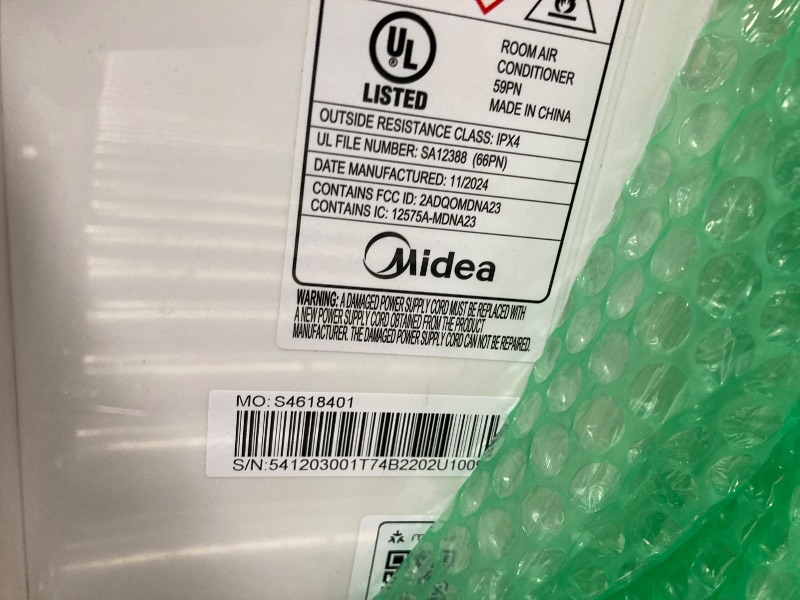 UL
®
LISTED
ROOM AIR
CONDITIONER
59PN
MADE IN CHINA
OUTSIDE RESISTANCE CLASS: IPX4
UL FILE NUMBER: SA12388 (66PN)
DATE MANUFACTURED: 11/2024
CONTAINS FCC ID: 2ADQOMDNA23
CONTAINS IC: 12575A-MDNA23
Midea
WARNING: A DAMAGED POWER SUPPLY CORD MUST BE REPLACED WITH
A NEW POWER SUPPLY CORD OBTAINED FROM THE PRODUCT
MANUFACTURER. THE DAMAGED POWER SUPPLY CORD CAN NOT BE REPAIRED.
MO: S4618401
S/N: 541203001T74B2202U100